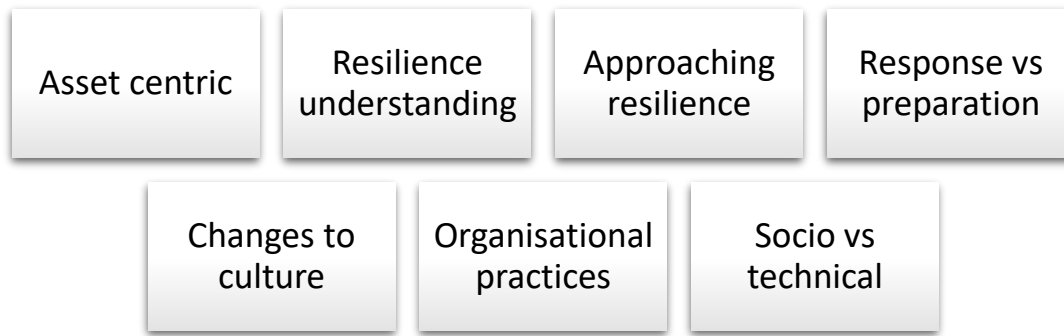 Asset centric
Resilience
understanding
Approaching
resilience
Response vs
preparation
Changes to
culture
Organisational
practices
Socio vs
technical